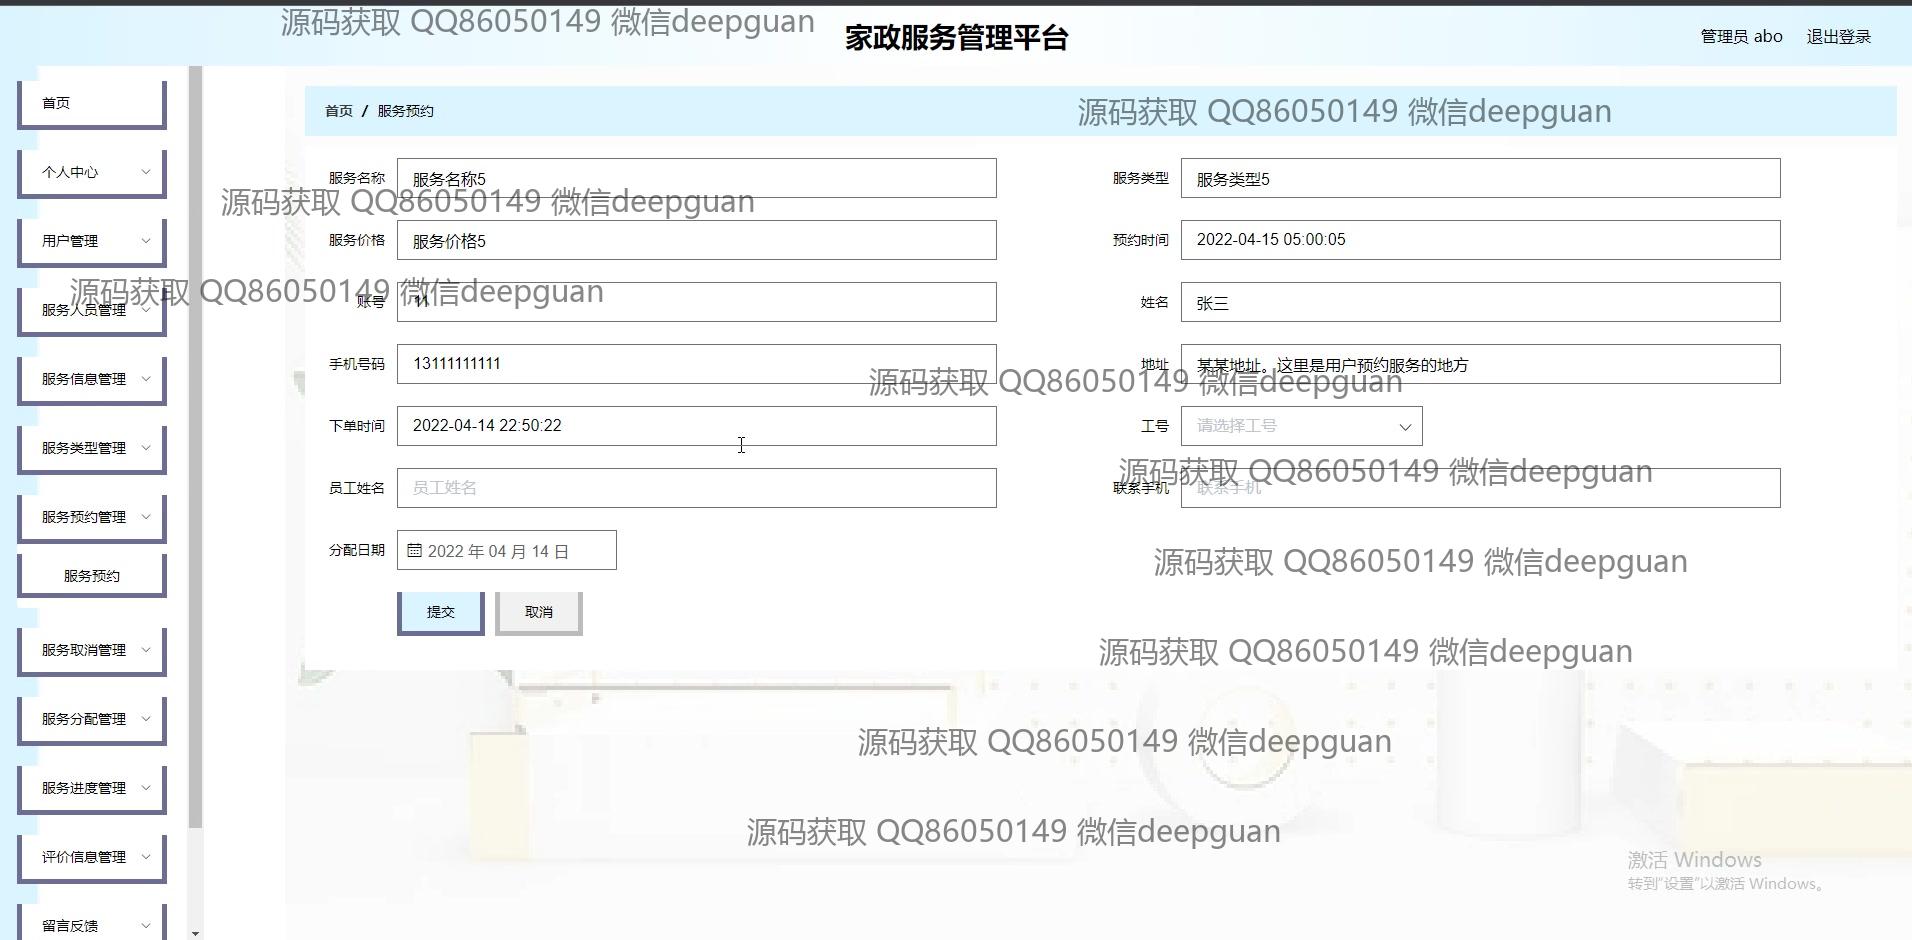 源码获取 QQ86050149 微信deepguan
家政服务管理平台
管理员 abo
退出登录
首页
个人中心
用户管理
服务人员管理
服务信息管理
服务类型管理
服务预约管理
服务预约
服务取消管理
服务分配管理
服务进度管理
评价信息管理
留言反馈
首页 / 服务预约
源码获取 QQ86050149 微信deepguan
服务名称 服务名称5
服务类型 服务类型5
源码获取 QQ86050149 微信deepguan
服务价格 服务价格5
预约时间 2022-04-15 05:00:05
源码获取 QQ86050149 微信deepguan
账号 11
姓名 张三
手机号码 13111111111
地址 某某地址。这里是用户预约服务的地方
源码获取 QQ86050149 微信deepguan
下单时间 2022-04-14 22:50:22
工号 请选择工号
源码获取 QQ86050149 微信deepguan
员工姓名 员工姓名
联系手机 联系手机
分配日期 2022 年 04 月 14 日
源码获取 QQ86050149 微信deepguan
提交 取消
源码获取 QQ86050149 微信deepguan
源码获取 QQ86050149 微信deepguan
源码获取 QQ86050149 微信deepguan
激活 Windows
转到"设置"以激活 Windows。